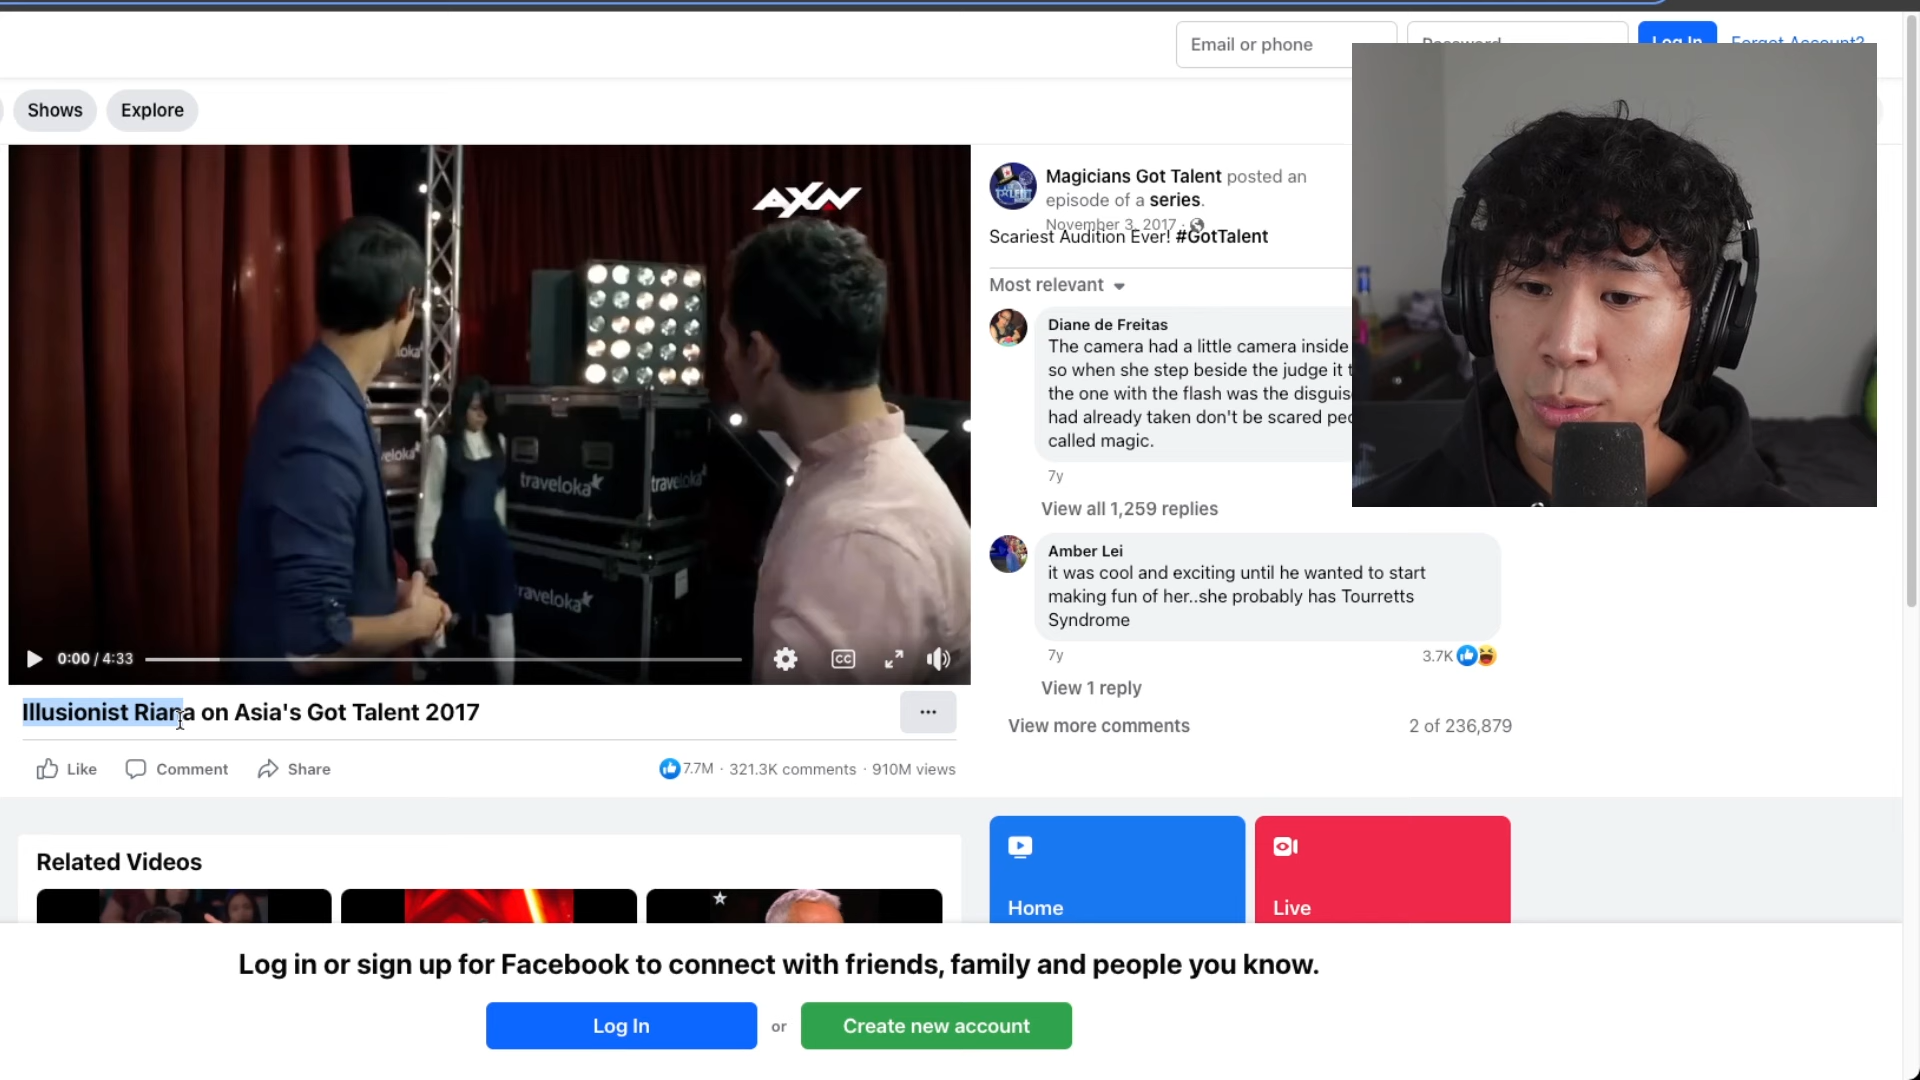 Email or phone
Password
Log In
Forgot Account?
Shows
Explore
AXN
traveloka
traveloka
traveloka
Magicians Got Talent posted an
episode of a series.
November 3, 2017 ·
Scariest Audition Ever! #GotTalent
Most relevant
Diane de Freitas
The camera had a little camera inside
so when she step beside the judge it t
the one with the flash was the disguis
had already taken don't be scared pe
called magic.
7y
View all 1,259 replies
Amber Lei
it was cool and exciting until he wanted to start
making fun of her..she probably has Tourretts
Syndrome
7y
3.7K
View 1 reply
View more comments
2 of 236,879
0:00 / 4:33
CC
Illusionist Riana on Asia's Got Talent 2017
...
Like
Comment
Share
7.7M · 321.3K comments · 910M views
Related Videos
Home
Live
Log in or sign up for Facebook to connect with friends, family and people you know.
Log In
or
Create new account